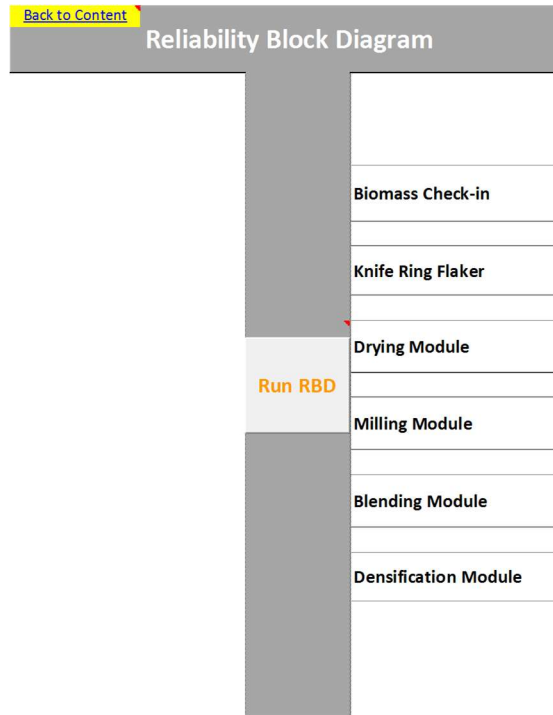 Back to Content
Reliability Block Diagram
Biomass Check-in
Knife Ring Flaker
Drying Module
Run RBD
Milling Module
Blending Module
Densification Module